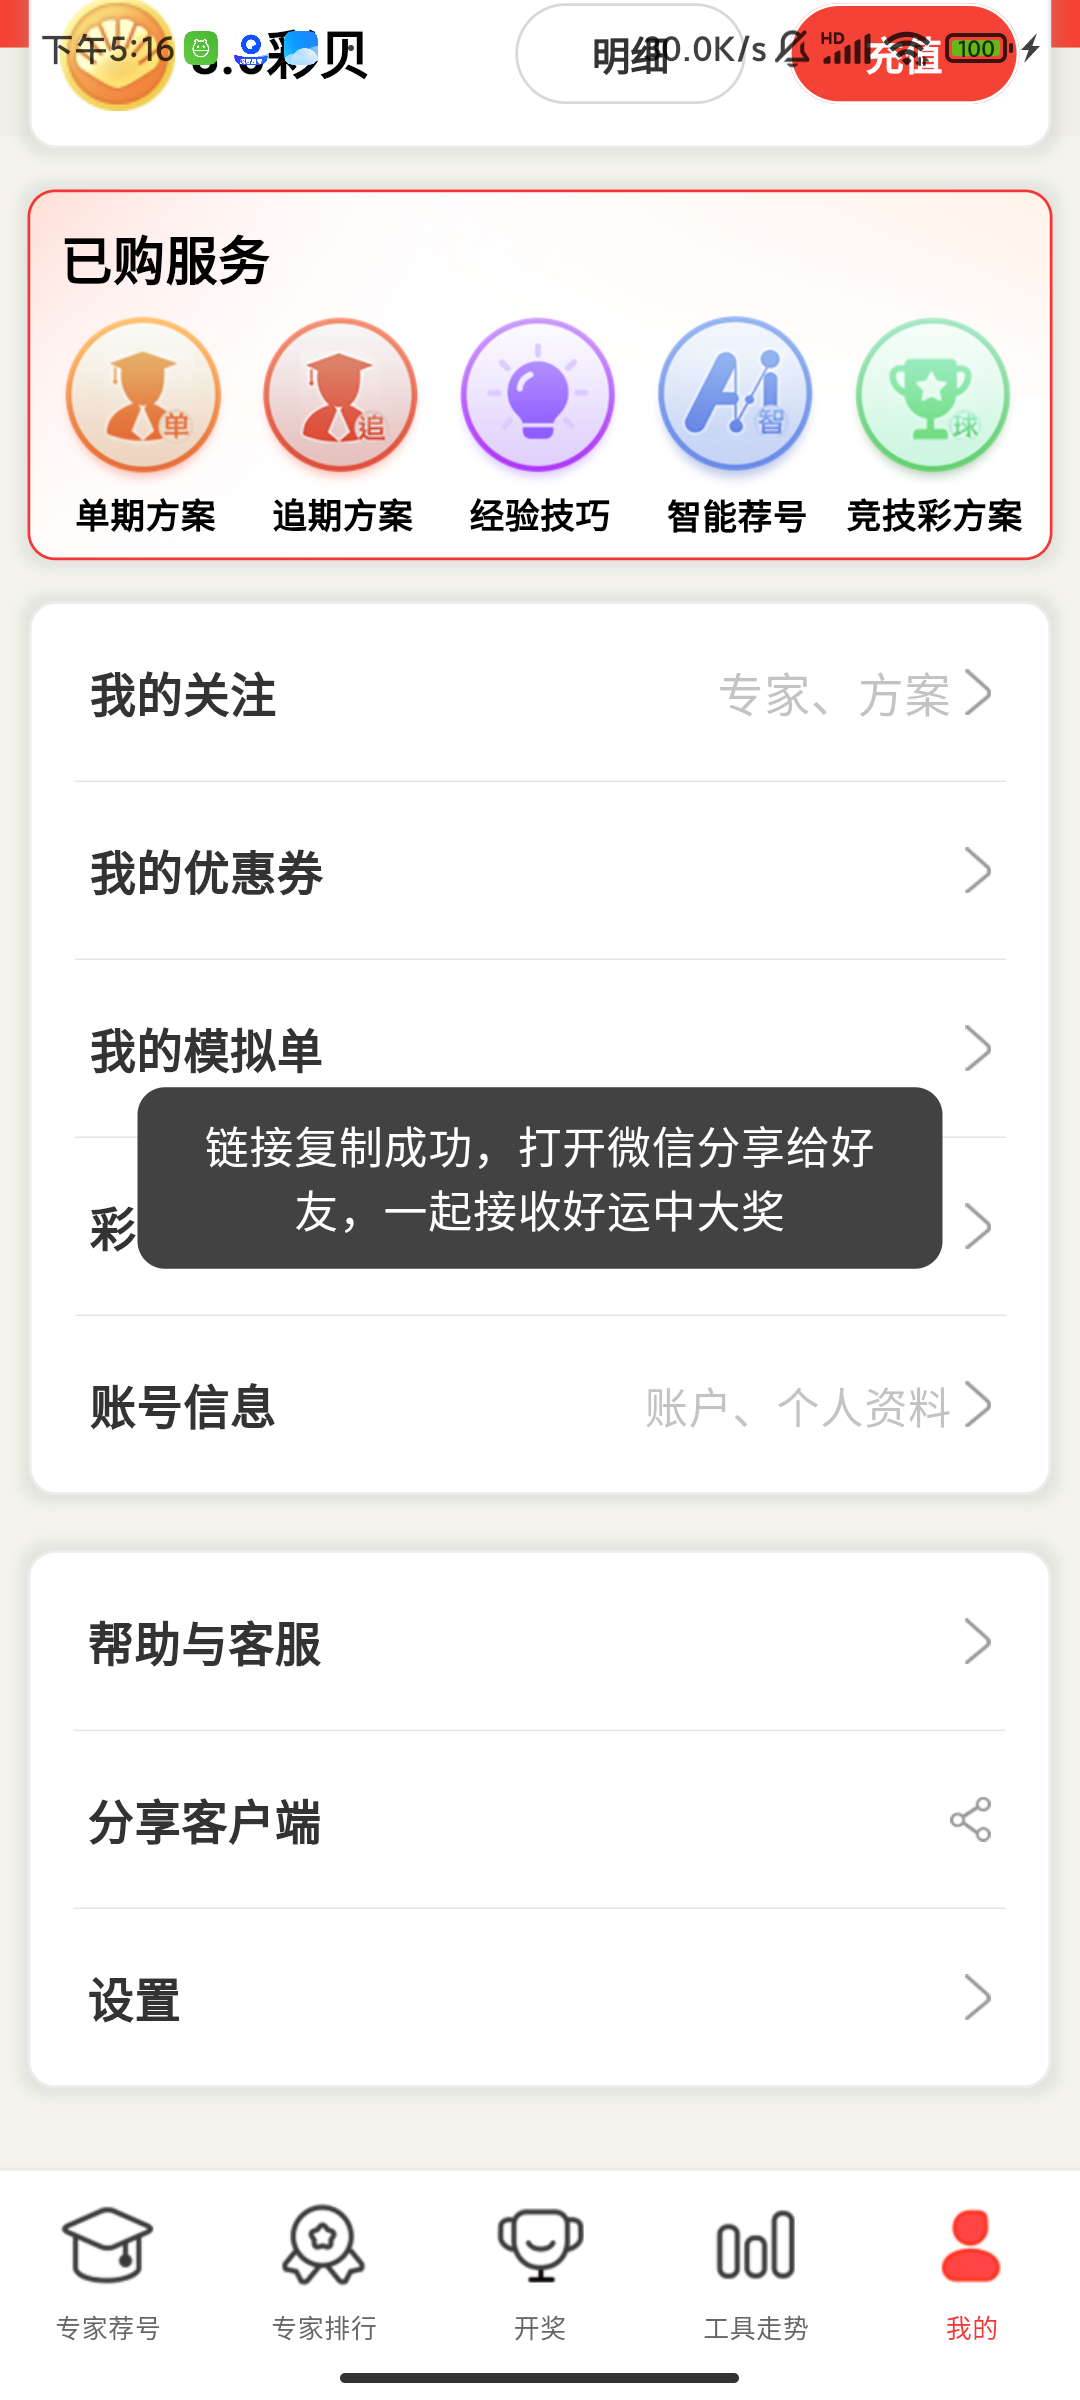 下午5:16
30.0K/s
HD
100
彩贝
明细
充值
已购服务
单
追
Ai智
球
单期方案
追期方案
经验技巧
智能荐号
竞技彩方案
我的关注
专家、方案
我的优惠券
我的模拟单
链接复制成功，打开微信分享给好
友，一起接收好运中大奖
彩
账号信息
账户、个人资料
帮助与客服
分享客户端
设置
专家荐号
专家排行
开奖
工具走势
我的